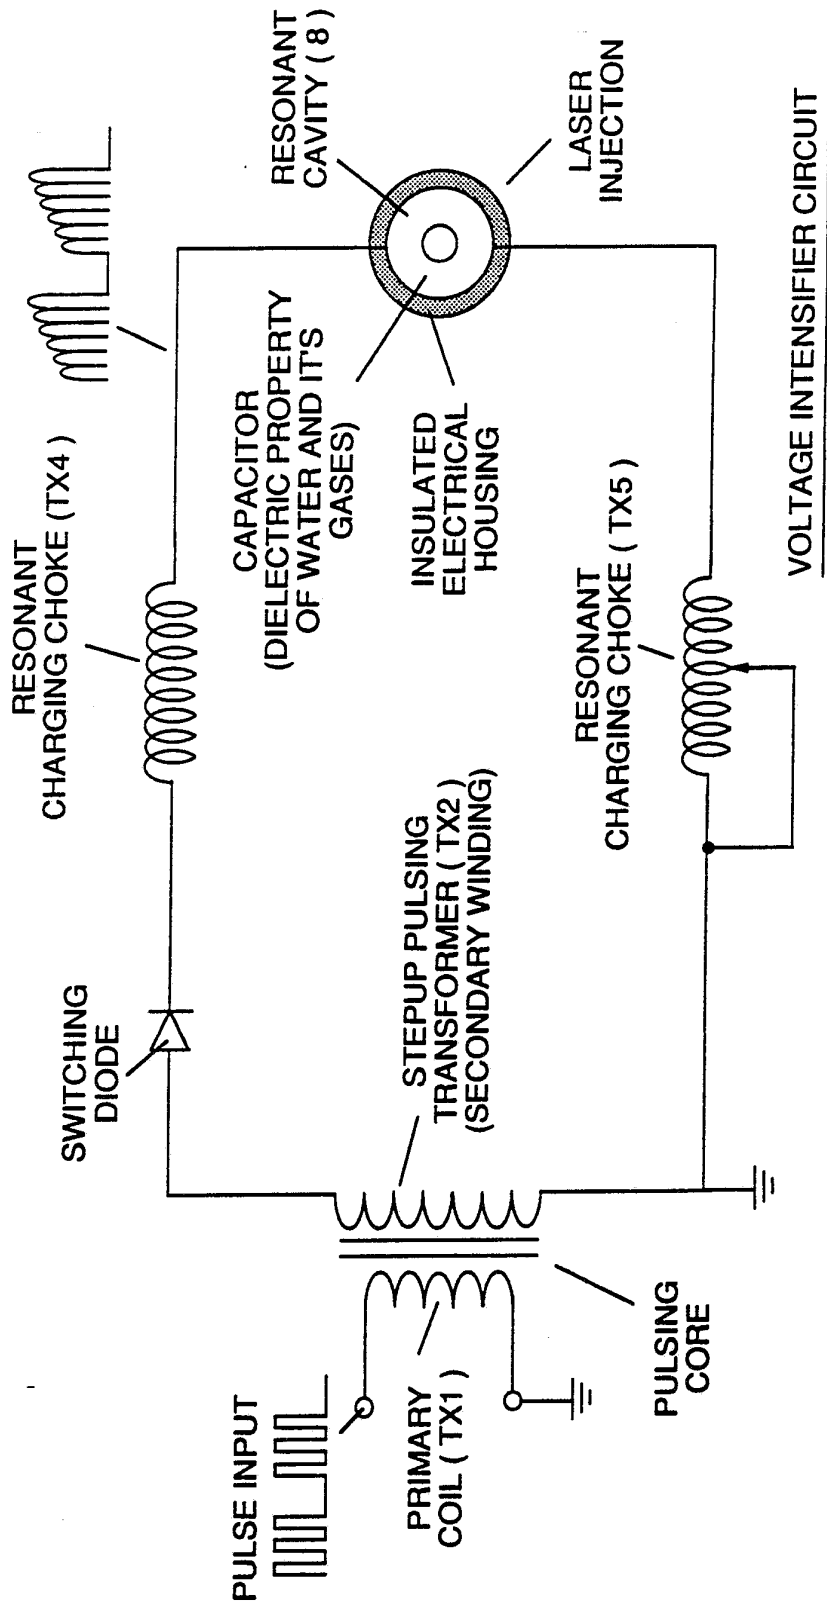 RESONANT
CHARGING CHOKE (TX4 )
SWITCHING
DIODE
RESONANT
CAVITY ( 8 )
CAPACITOR
(DIELECTRIC PROPERTY
OF WATER AND IT'S
GASES)
PULSE INPUT
STEPUP PULSING
TRANSFORMER ( TX2 )
(SECONDARY WINDING)
INSULATED
ELECTRICAL
HOUSING
LASER
INJECTION
PRIMARY
COIL ( TX1 )
RESONANT
CHARGING CHOKE ( TX5 )
PULSING
CORE
VOLTAGE INTENSIFIER CIRCUIT